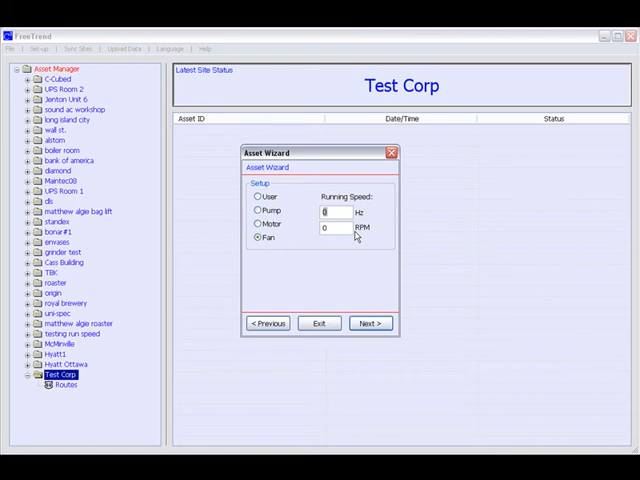 FreeTrend
File | Set-up | Sync Sites | Upload Data | Language | Help
Asset Manager
C-Cubed
UPS Room 2
Jenton Unit 6
sound ac workshop
long island city
wall st.
alstom
boiler room
bank of america
diamond
Maintec08
UPS Room 1
dls
matthew algie bag lift
standex
bonar#1
envases
grinder test
Cass Building
TBK
roaster
origin
royal brewery
uni-spec
matthew algie roaster
testing run speed
McMinville
Hyatt1
Hyatt Ottawa
Test Corp
Routes
Latest Site Status
Test Corp
Asset ID Date/Time Status
Asset Wizard
Asset Wizard
Setup
User
Pump
Motor
Fan
Running Speed:
0 Hz
0 RPM
< Previous Exit Next >